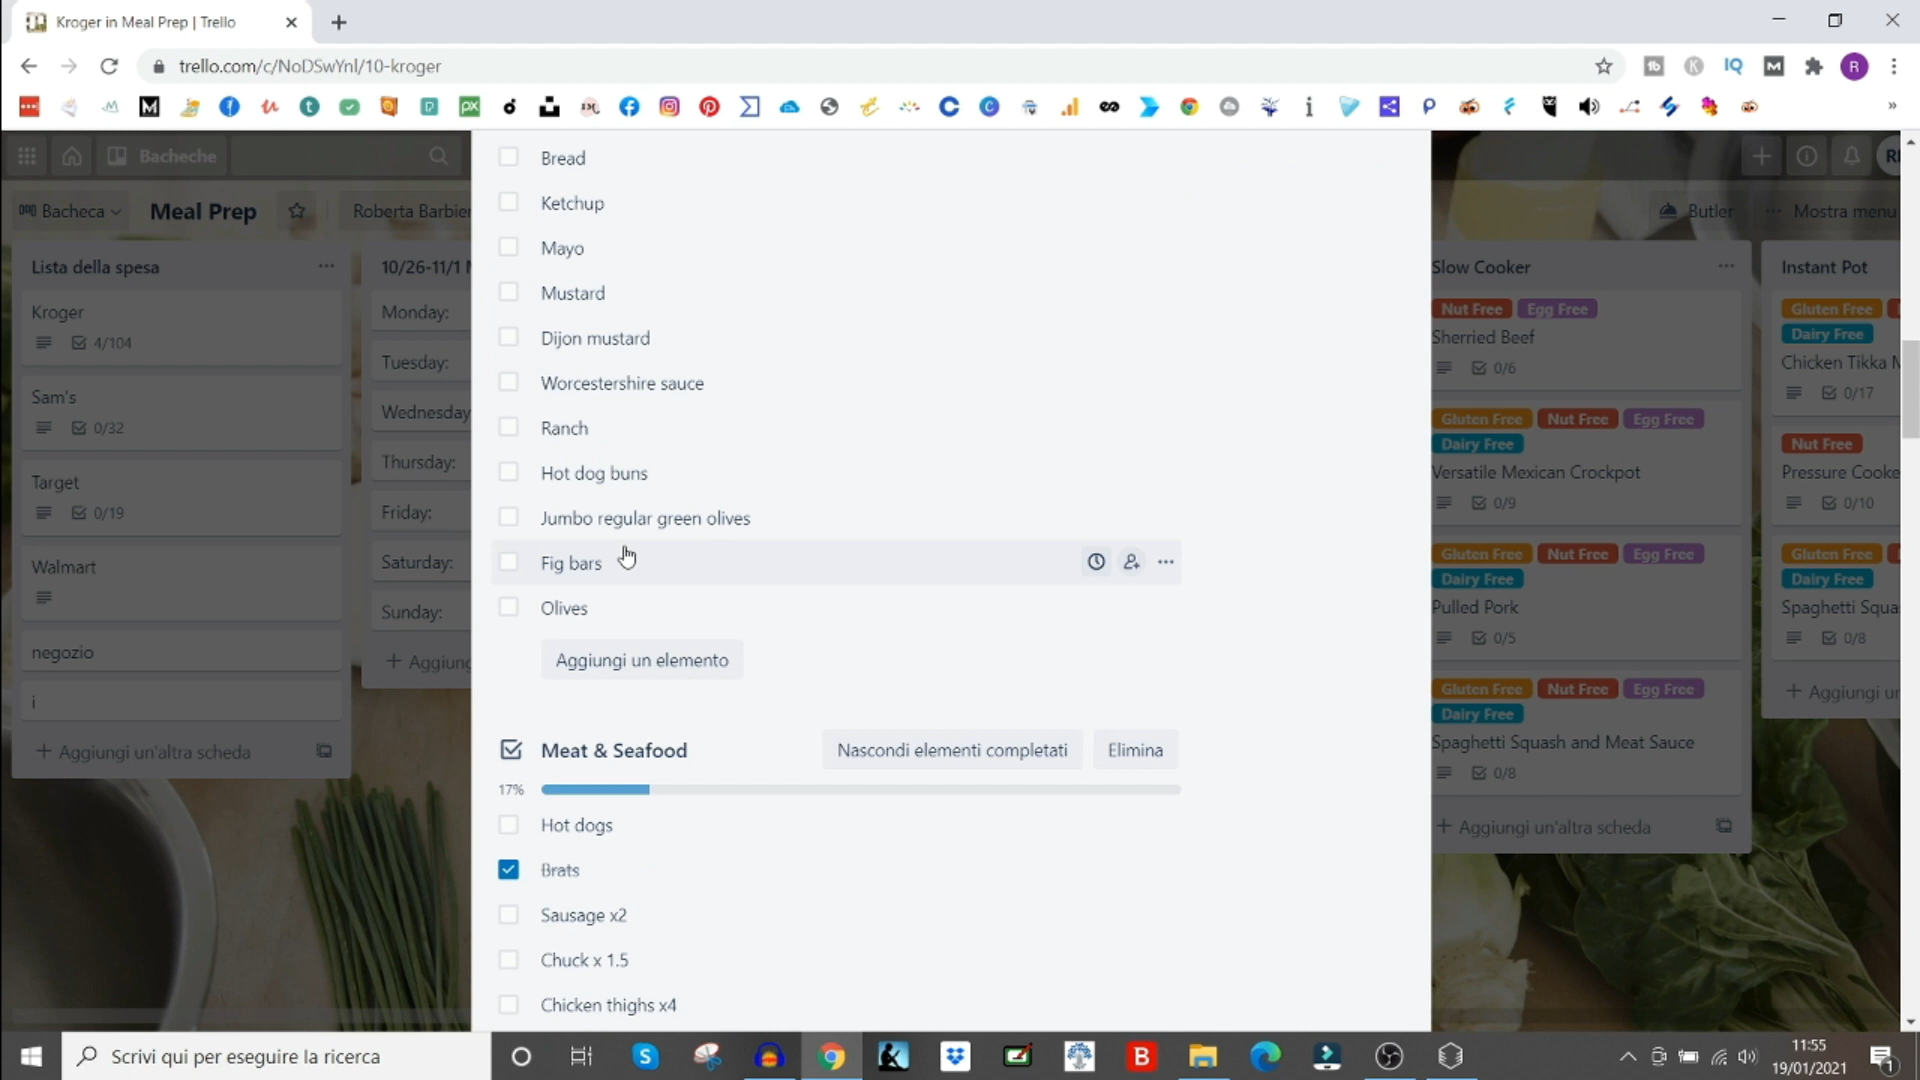 Kroger in Meal Prep | Trello
trello.com/c/NoDSwYnl/10-kroger
Bacheche
Bacheca
Meal Prep
Roberta Barbier
Butler
Mostra menu
Lista della spesa
Kroger
4/104
Sam's
0/32
Target
0/19
Walmart
negozio
i
Aggiungi un'altra scheda
10/26-11/1
Monday:
Tuesday:
Wednesday
Thursday:
Friday:
Saturday:
Sunday:
Bread
Ketchup
Mayo
Mustard
Dijon mustard
Worcestershire sauce
Ranch
Hot dog buns
Jumbo regular green olives
Fig bars
Olives
Aggiungi un elemento
Meat & Seafood
Nascondi elementi completati
Elimina
17%
Hot dogs
Brats
Sausage x2
Chuck x 1.5
Chicken thighs x4
Slow Cooker
Nut Free Egg Free
Sherried Beef
0/6
Gluten Free Nut Free Egg Free
Dairy Free
Versatile Mexican Crockpot
0/9
Gluten Free Nut Free Egg Free
Dairy Free
Pulled Pork
0/5
Gluten Free Nut Free Egg Free
Dairy Free
Spaghetti Squash and Meat Sauce
0/8
Aggiungi un'altra scheda
Instant Pot
Gluten Free
Dairy Free
Chicken Tikka
0/17
Nut Free
Pressure Cooke
0/10
Gluten Free
Dairy Free
Spaghetti Squa
0/8
Scrivi qui per eseguire la ricerca
11:55
19/01/2021